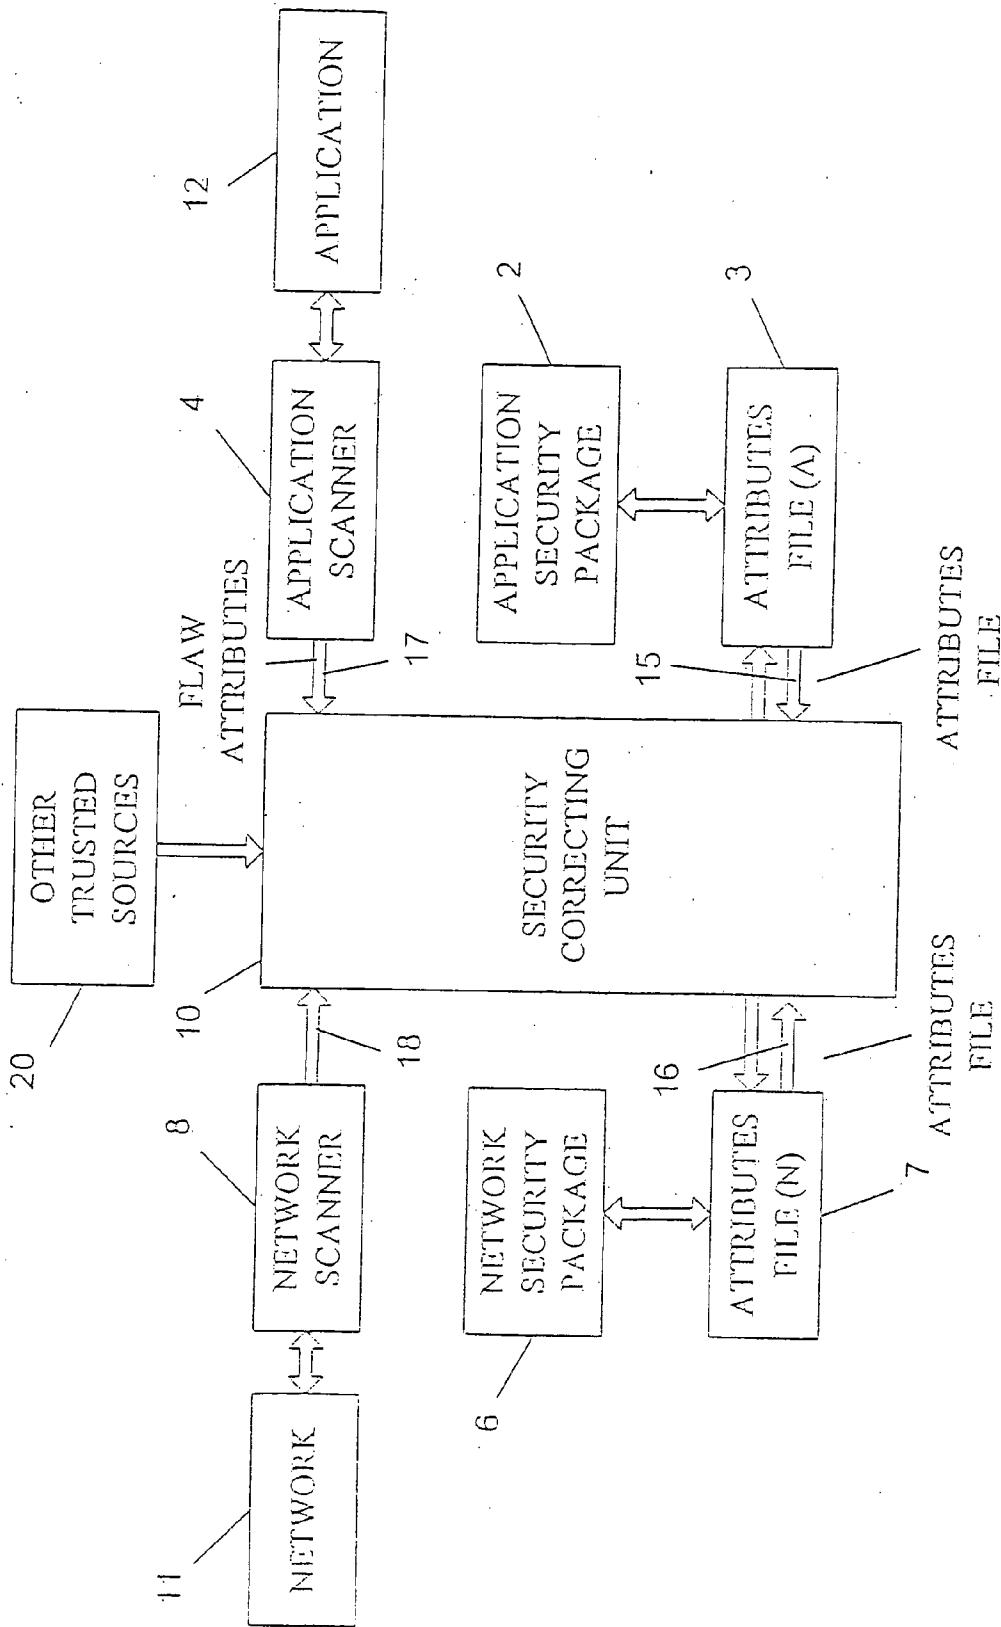 20
OTHER
TRUSTED
SOURCES
11
NETWORK
8
NETWORK
SCANNER
18
10
FLAW
ATTRIBUTES
17
4
APPLICATION
SCANNER
12
APPLICATION
SECURITY
CORRECTING
UNIT
6
NETWORK
SECURITY
PACKAGE
2
APPLICATION
SECURITY
PACKAGE
16
15
ATTRIBUTES
FILE (N)
7
ATTRIBUTES
FILE
ATTRIBUTES
FILE (A)
3
ATTRIBUTES
FILE